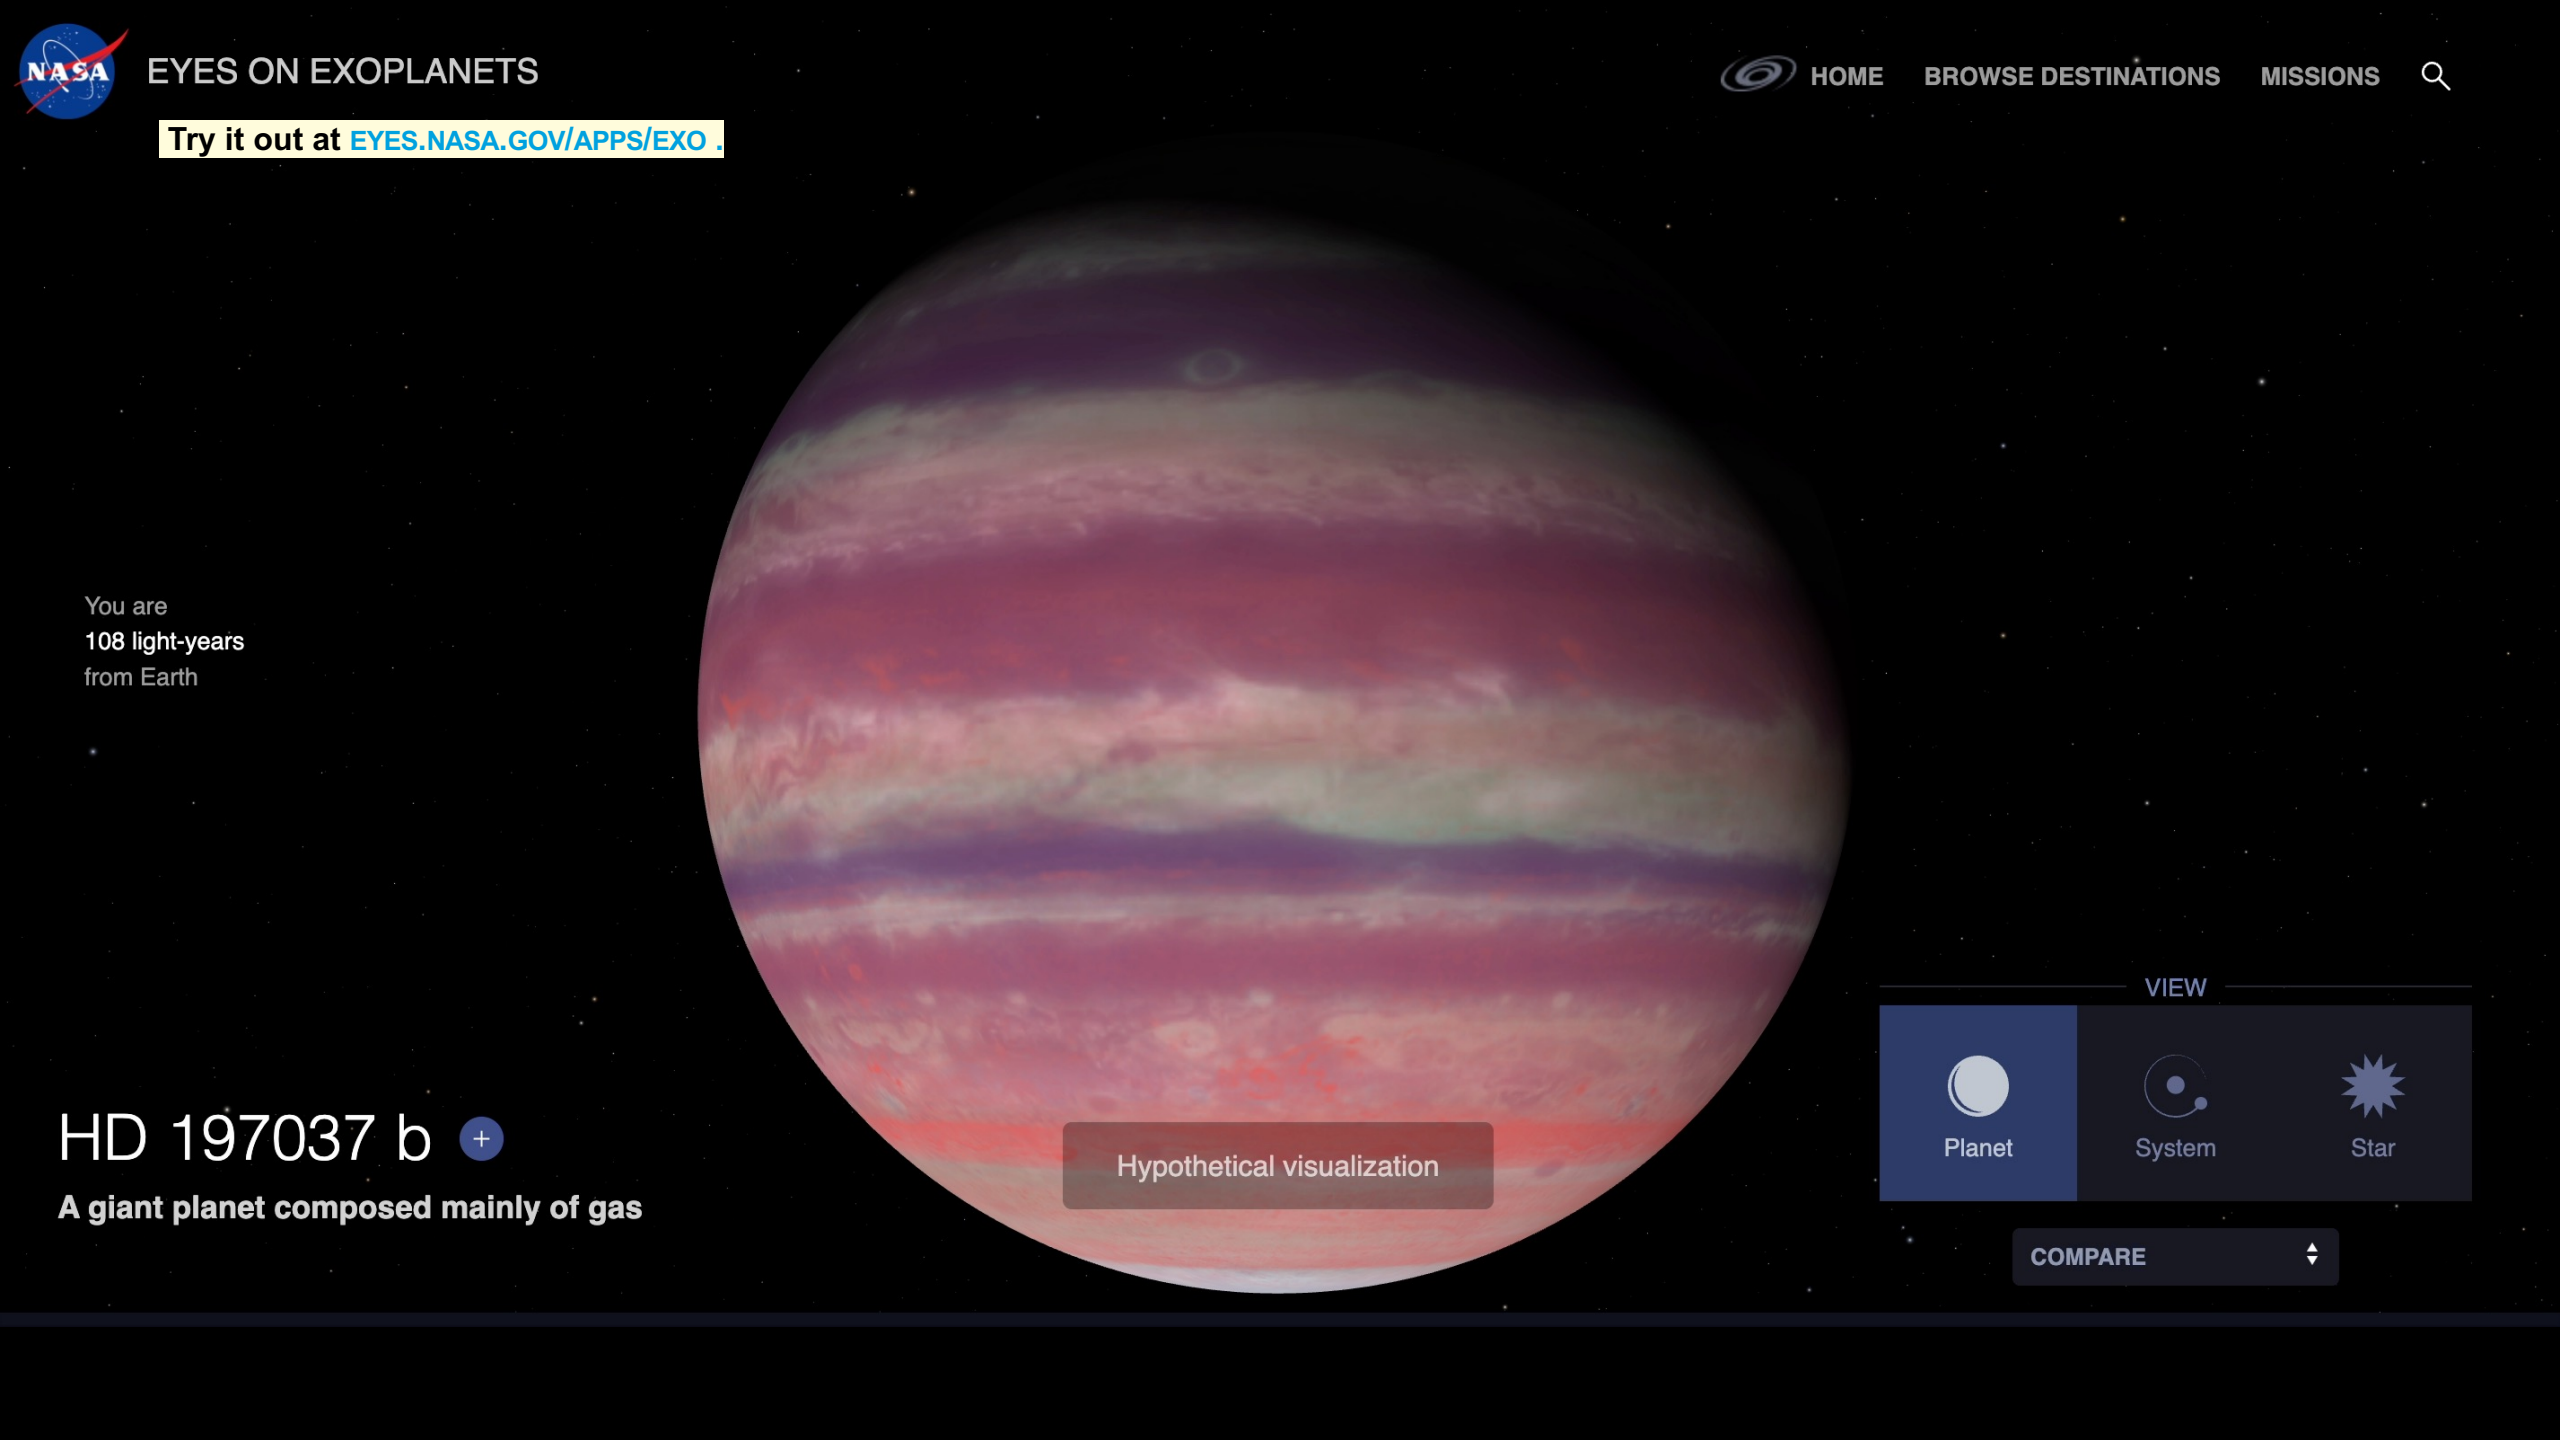 NASA
EYES ON EXOPLANETS
HOME
BROWSE DESTINATIONS
MISSIONS
Try it out at EYES.NASA.GOV/APPS/EXO .
You are
108 light-years
from Earth
VIEW
Planet
System
Star
HD 197037 b +
Hypothetical visualization
A giant planet composed mainly of gas
COMPARE